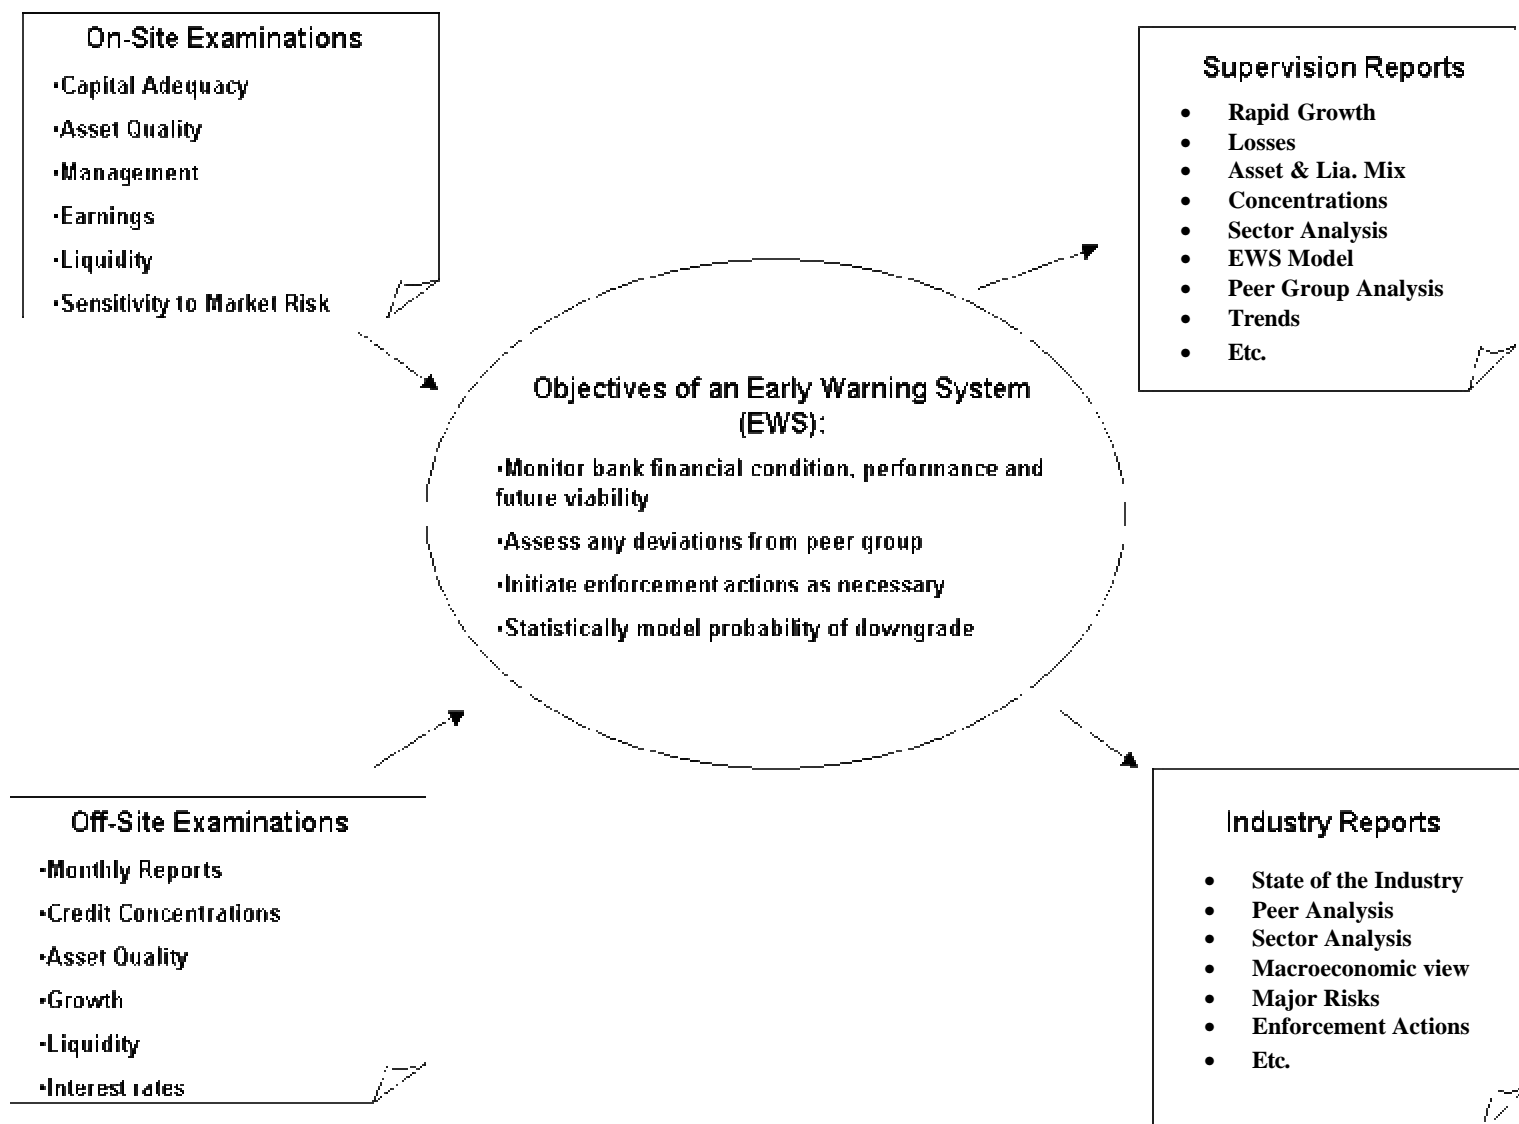 On-Site Examinations
•Capital Adequacy
•Asset Quality
•Management
•Earnings
•Liquidity
•Sensitivity to Market Risk
Supervision Reports
• Rapid Growth
• Losses
• Asset & Lia. Mix
• Concentrations
• Sector Analysis
• EWS Model
• Peer Group Analysis
• Trends
• Etc.
Objectives of an Early Warning System
(EWS):
•Monitor bank financial condition, performance and
future viability
•Assess any deviations from peer group
•Initiate enforcement actions as necessary
•Statistically model probability of downgrade
Off-Site Examinations
•Monthly Reports
•Credit Concentrations
•Asset Quality
•Growth
•Liquidity
•Interest rates
Industry Reports
• State of the Industry
• Peer Analysis
• Sector Analysis
• Macroeconomic view
• Major Risks
• Enforcement Actions
• Etc.